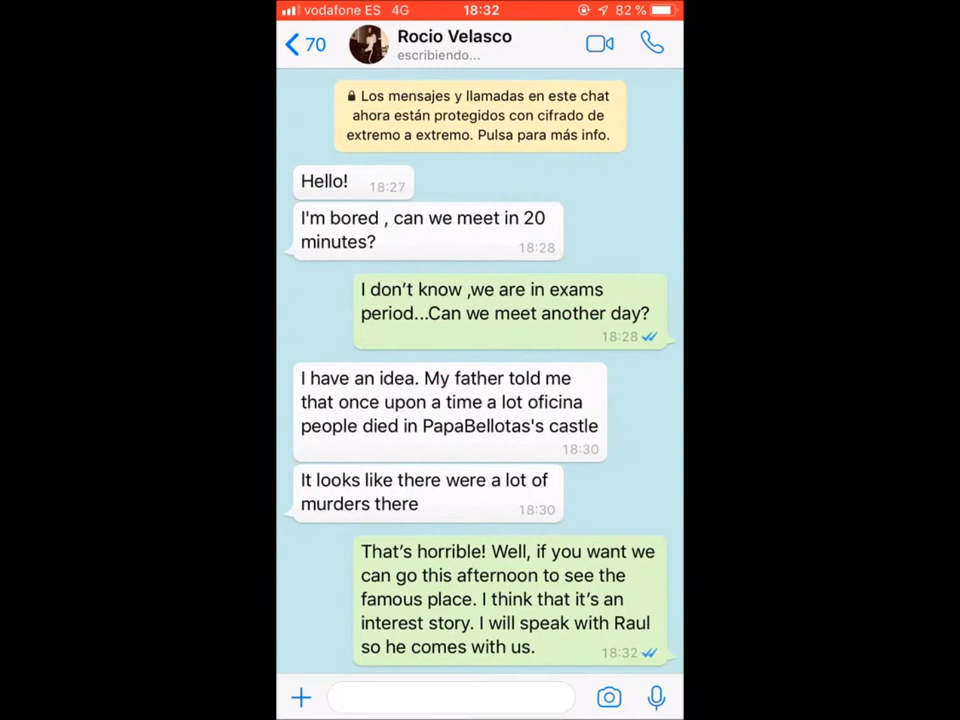 vodafone ES 4G 18:32 82 %
70 Rocio Velasco
escribiendo...
Los mensajes y llamadas en este chat
ahora están protegidos con cifrado de
extremo a extremo. Pulsa para más info.
Hello! 18:27
I'm bored , can we meet in 20
minutes? 18:28
I don’t know ,we are in exams
period...Can we meet another day?
18:28
I have an idea. My father told me
that once upon a time a lot oficina
people died in PapaBellotas's castle
18:30
It looks like there were a lot of
murders there 18:30
That’s horrible! Well, if you want we
can go this afternoon to see the
famous place. I think that it’s an
interest story. I will speak with Raul
so he comes with us. 18:32